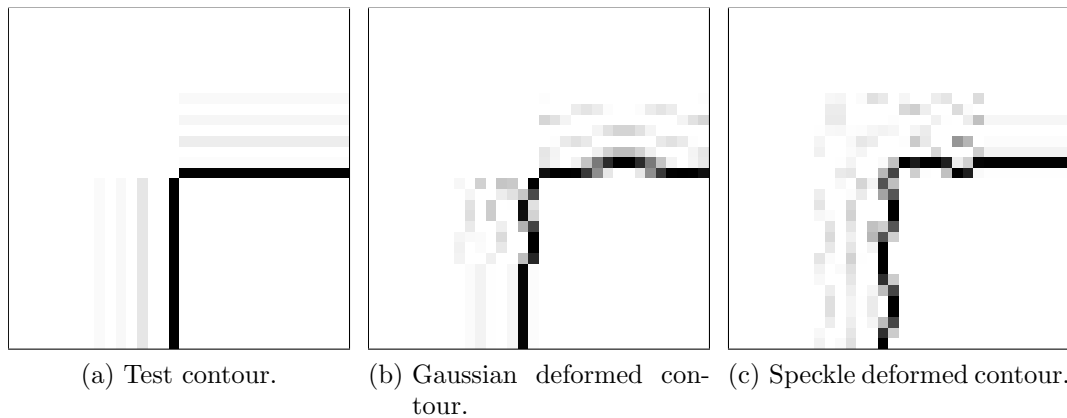 (a) Test contour.
(b) Gaussian deformed con-
tour.
(c) Speckle deformed contour.